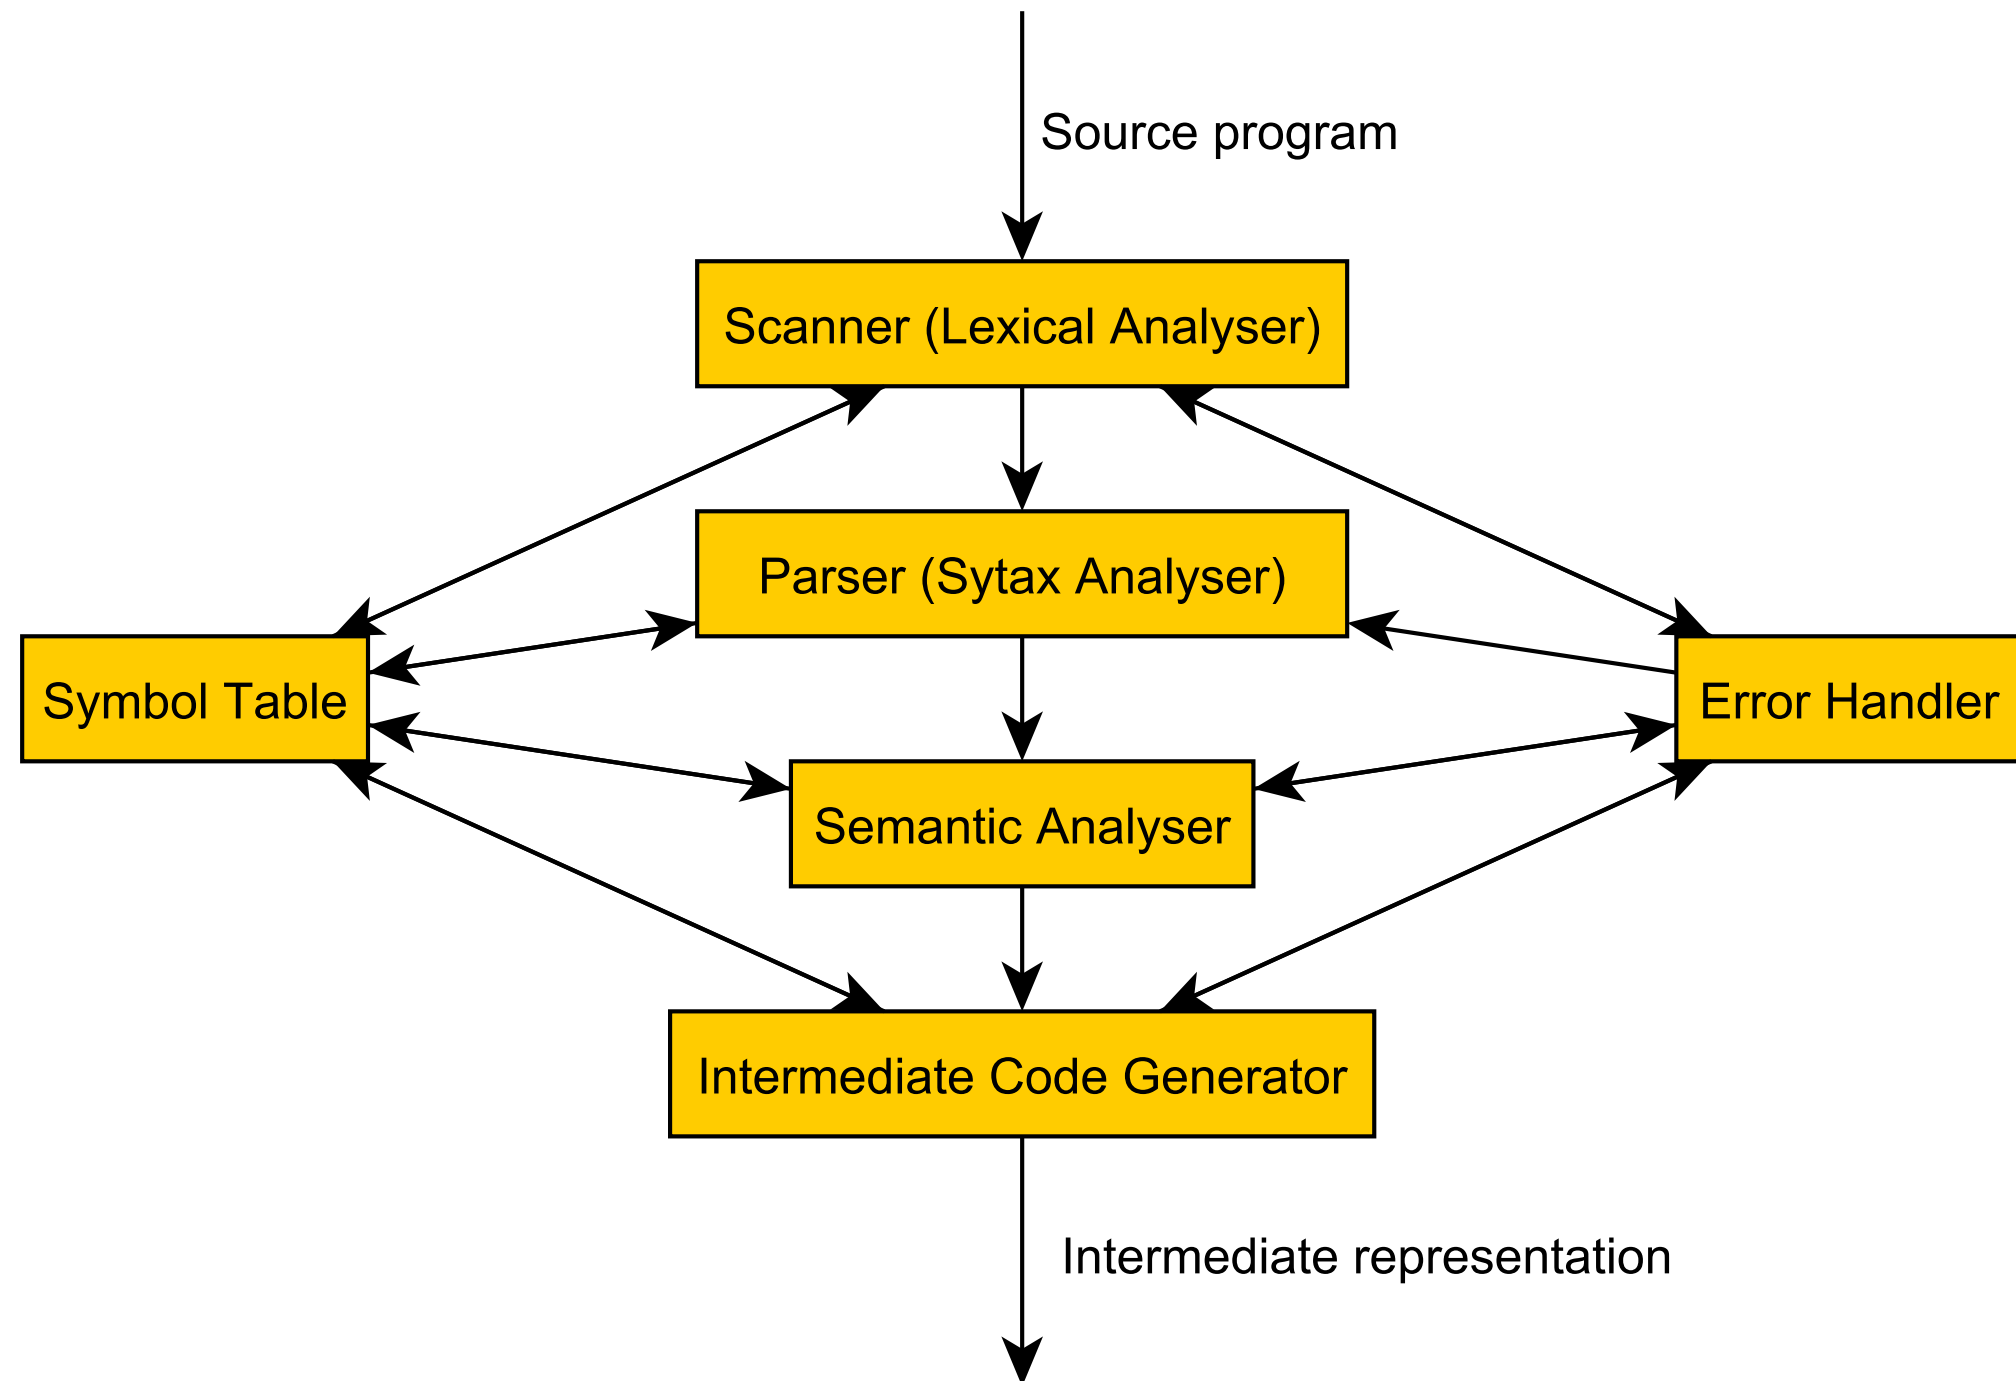 Source program
Scanner (Lexical Analyser)
Parser (Sytax Analyser)
Symbol Table
Error Handler
Semantic Analyser
Intermediate Code Generator
Intermediate representation